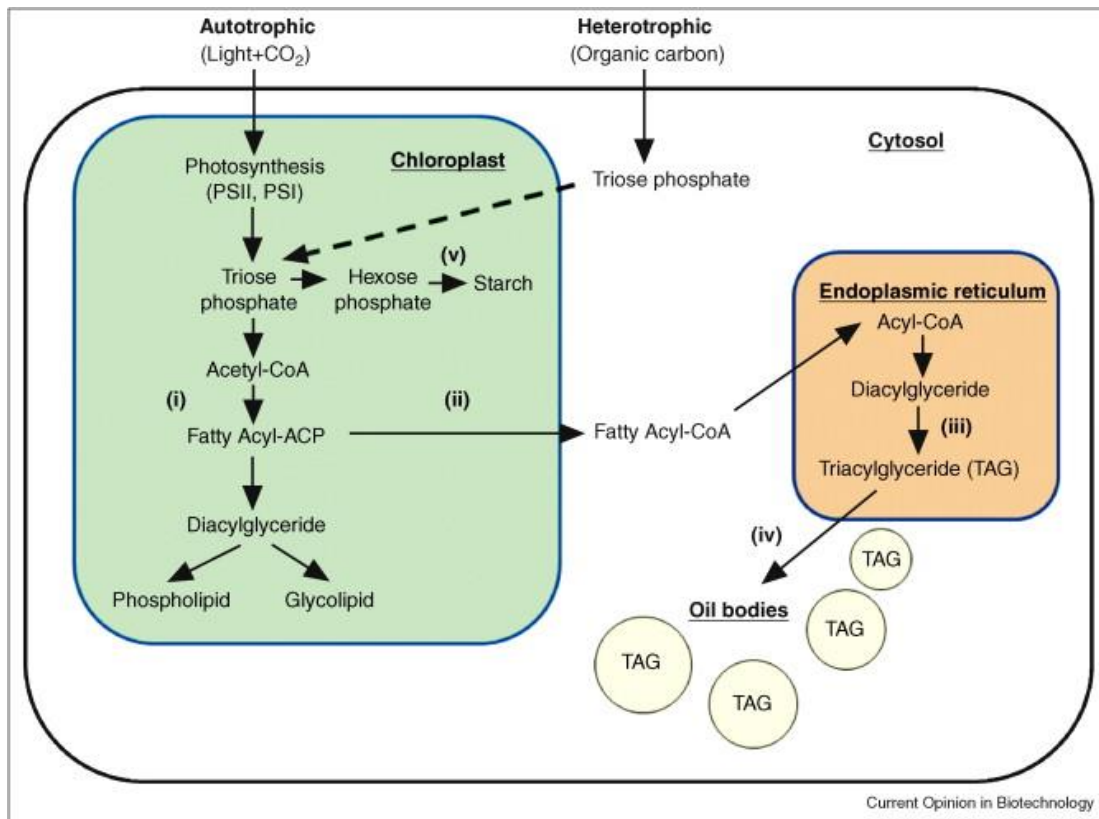 Autotrophic
(Light+CO₂)
Heterotrophic
(Organic carbon)
Cytosol
Chloroplast
Photosynthesis
(PSII, PSI)
Triose phosphate
(v)
Triose
phosphate
Hexose
phosphate
Starch
Acetyl-CoA
(i)
(ii)
Fatty Acyl-ACP
Fatty Acyl-CoA
Diacylglyceride
Phospholipid
Glycolipid
Endoplasmic reticulum
Acyl-CoA
Diacylglyceride
(iii)
Triacylglyceride (TAG)
(iv)
Oil bodies
TAG
TAG
TAG
TAG
Current Opinion in Biotechnology